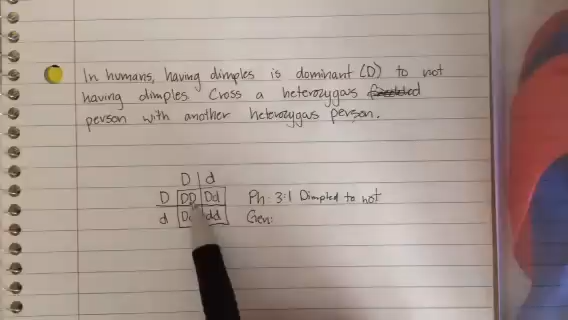 In humans, having dimples is dominant (D) to not
having dimples Cross a heterozygous
person with another heterozygous person.
D d
D DD Dd Ph: 3:1 Dimpled to not
d dd Gen: